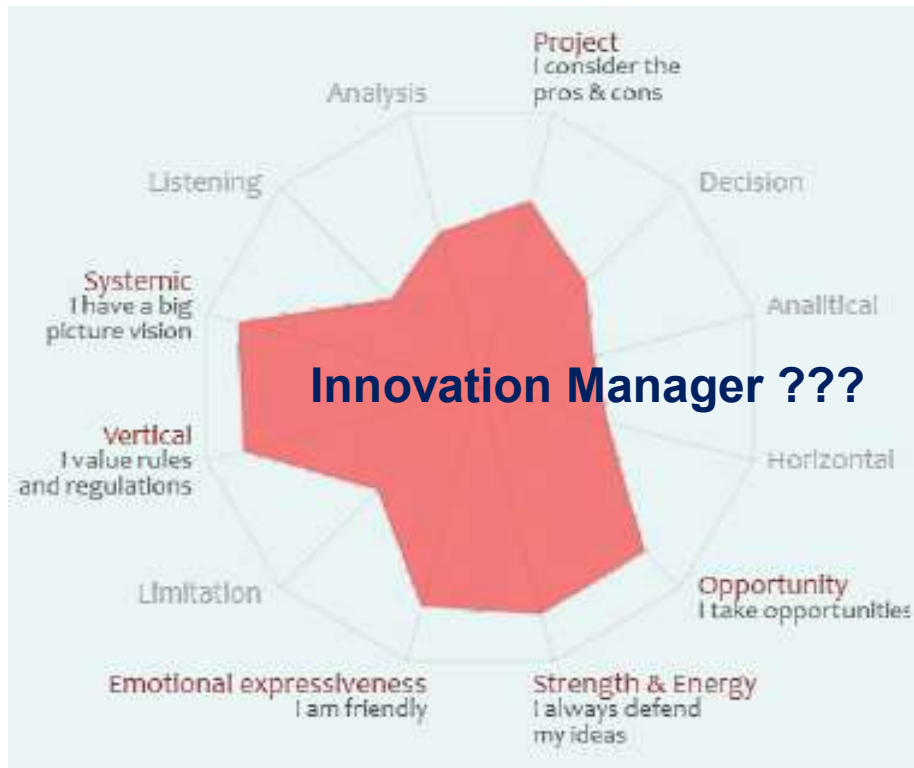 Project
I consider the
pros & cons
Analysis
Decision
Listening
Systemic
I have a big
picture vision
Analitical
Innovation Manager ???
Vertical
I value rules
and regulations
Horizontal
Limitation
Opportunity
I take opportunities
Emotional expressiveness
I am friendly
Strength & Energy
I always defend
my ideas